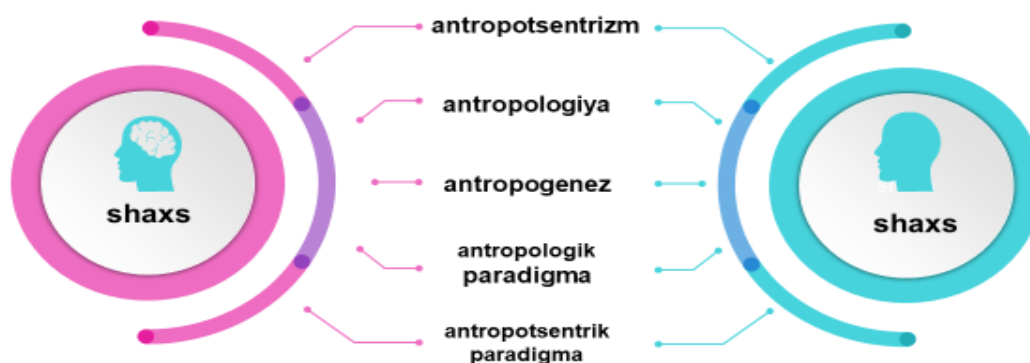 antropotsentrizm
antropologiya
antropogenez
shaxs
shaxs
antropologik
paradigma
antropotsentrik
paradigma